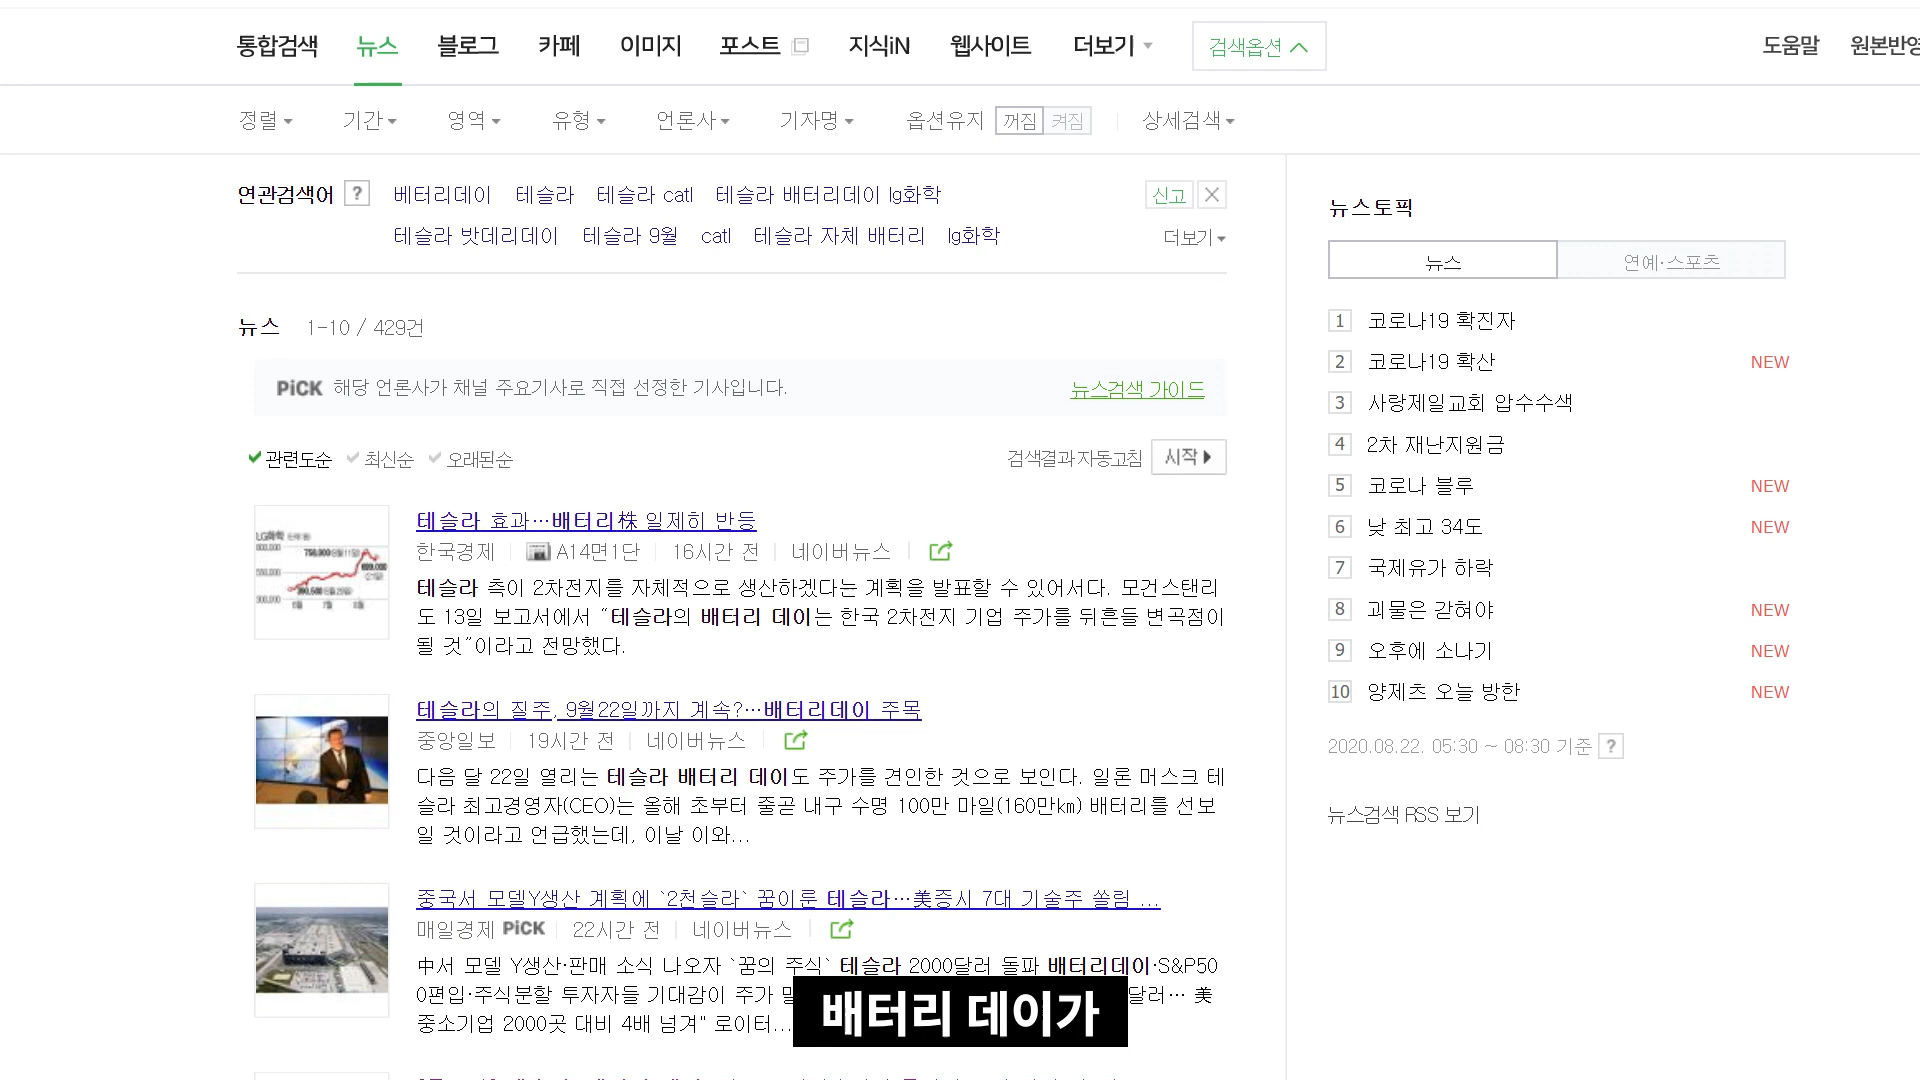 통합검색 뉴스 블로그 카페 이미지 포스트 지식iN 웹사이트 더보기 검색옵션 도움말 원본반영
정렬 기간 영역 유형 언론사 기자명 옵션유지 꺼짐 켜짐 상세검색
연관검색어 ? 베터리데이 테슬라 테슬라 catl 테슬라 배터리데이 lg화학 신고
테슬라 밧데리데이 테슬라 9월 catl 테슬라 자체 배터리 lg화학 더보기
뉴스 1-10 / 429건
PiCK 해당 언론사가 채널 주요기사로 직접 선정한 기사입니다. 뉴스검색 가이드
관련도순 최신순 오래된순 검색결과 자동고침 시작
테슬라 효과…배터리株 일제히 반등
한국경제 A14면1단 16시간 전 네이버뉴스
테슬라 측이 2차전지를 자체적으로 생산하겠다는 계획을 발표할 수 있어서다. 모건스탠리
도 13일 보고서에서 “테슬라의 배터리 데이는 한국 2차전지 기업 주가를 뒤흔들 변곡점이
될 것”이라고 전망했다.
테슬라의 질주, 9월22일까지 계속?…배터리데이 주목
중앙일보 19시간 전 네이버뉴스
다음 달 22일 열리는 테슬라 배터리 데이도 주가를 견인한 것으로 보인다. 일론 머스크 테
슬라 최고경영자(CEO)는 올해 초부터 줄곧 내구 수명 100만 마일(160만㎞) 배터리를 선보
일 것이라고 언급했는데, 이날 이와...
중국서 모델Y생산 계획에 `2천슬라` 꿈이룬 테슬라…美증시 7대 기술주 쏠림 ...
매일경제 PiCK 22시간 전 네이버뉴스
中서 모델 Y생산·판매 소식 나오자 `꿈의 주식` 테슬라 2000달러 돌파 배터리데이·S&P50
0편입·주식분할 투자자들 기대감이 주가 달러… 美
중소기업 2000곳 대비 4배 넘겨" 로이터...
배터리 데이가
뉴스토픽
뉴스 연예·스포츠
1 코로나19 확진자
2 코로나19 확산 NEW
3 사랑제일교회 압수수색
4 2차 재난지원금
5 코로나 블루 NEW
6 낮 최고 34도 NEW
7 국제유가 하락
8 괴물은 갇혀야 NEW
9 오후에 소나기 NEW
10 양제츠 오늘 방한 NEW
2020.08.22. 05:30 ~ 08:30 기준 ?
뉴스검색 RSS 보기